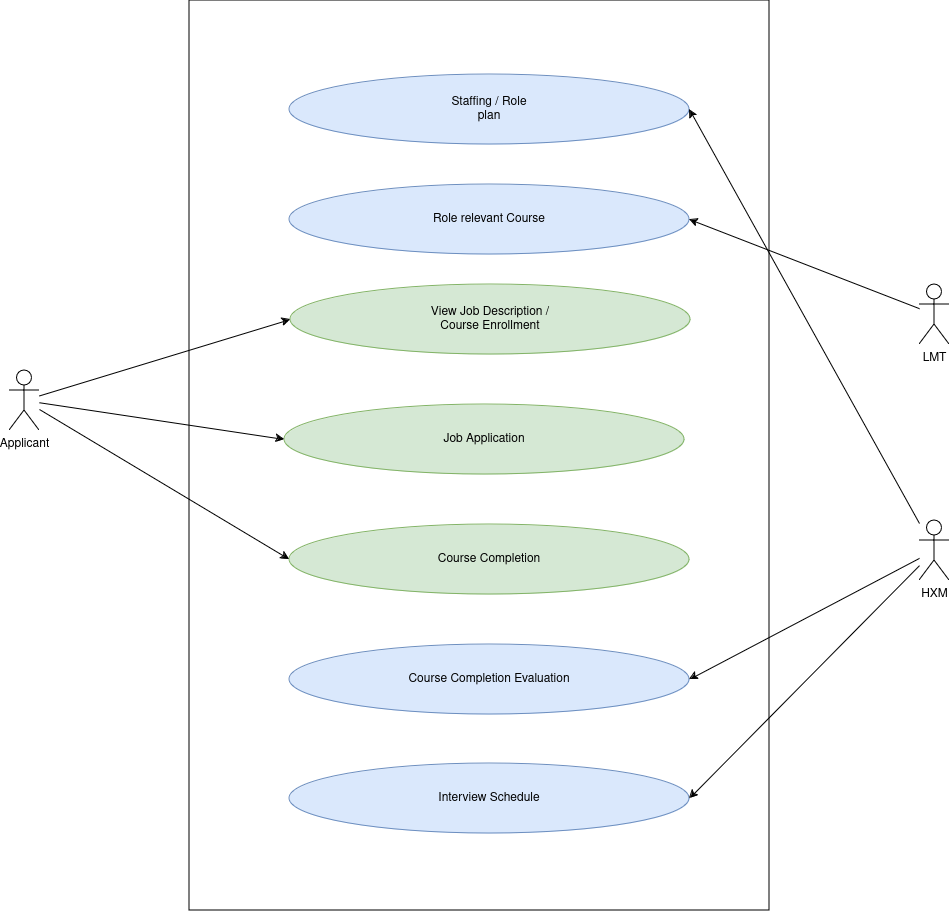 Staffing / Role
plan
Role relevant Course
View Job Description /
Course Enrollment
LMT
Job Application
Applicant
Course Completion
HXM
Course Completion Evaluation
Interview Schedule